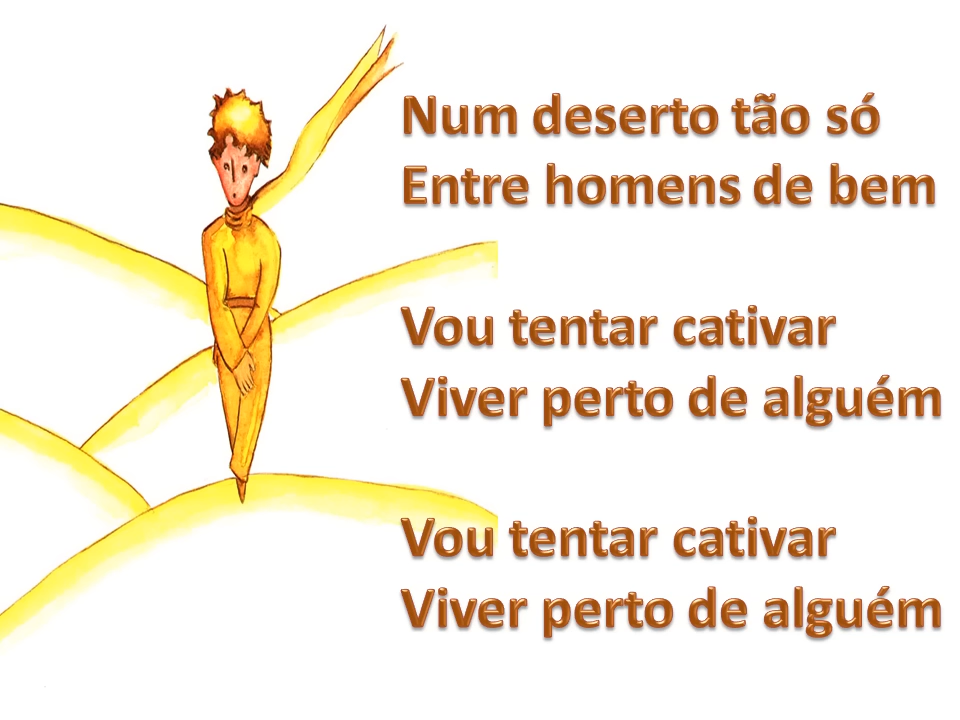 Num deserto tão só
Entre homens de bem
Vou tentar cativar
Viver perto de alguém
Vou tentar cativar
Viver perto de alguém